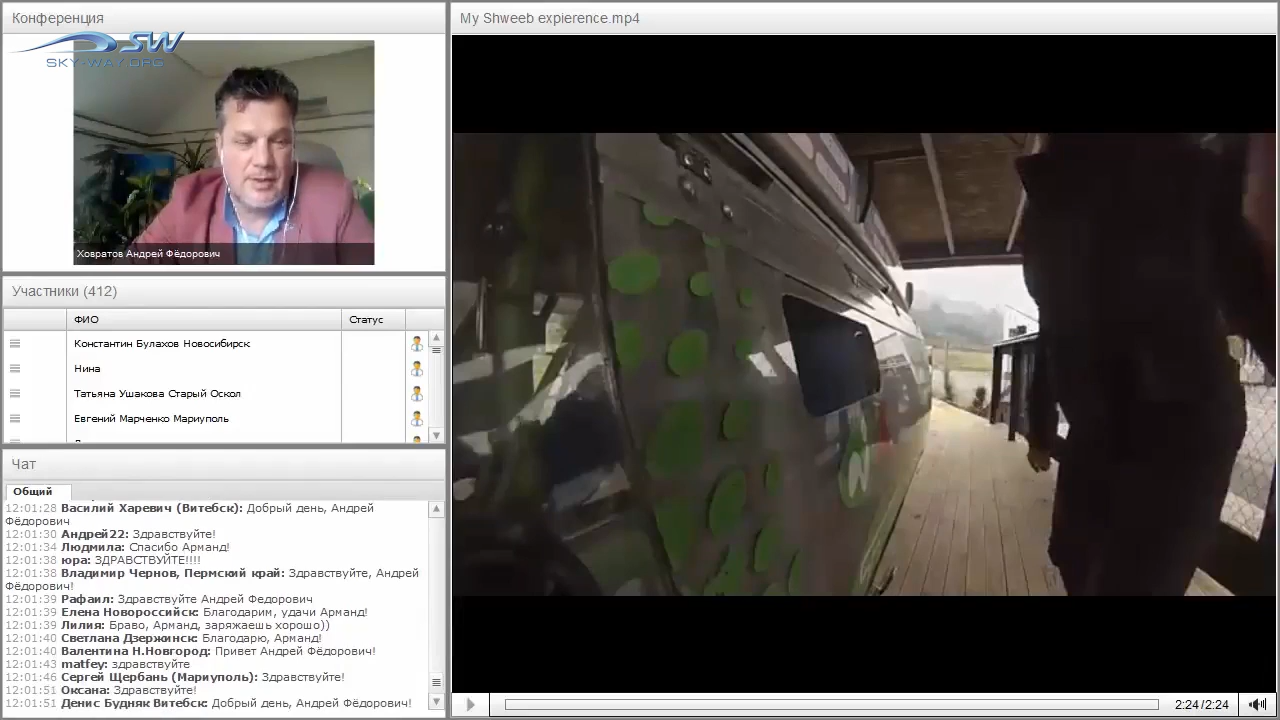 Конференция
SW
SKY-WAY.ORG
Ховратов Андрей Фёдорович
Участники (412)
ФИО
Статус
Константин Булахов Новосибирск
Нина
Татьяна Ушакова Старый Оскол
Евгений Марченко Мариуполь
Чат
Общий
12:01:28 Василий Харевич (Витебск): Добрый день, Андрей
Фёдорович
12:01:30 Андрей22: Здравствуйте!
12:01:34 Людмила: Спасибо Арманд!
12:01:38 юра: ЗДРАВСТВУЙТЕ!!!!
12:01:38 Владимир Чернов, Пермский край: Здравствуйте, Андрей
Фёдорович!
12:01:39 Рафаил: Здравствуйте Андрей Федорович
12:01:39 Елена Новороссийск: Благодарим, удачи Арманд!
12:01:39 Лилия: Браво, Арманд, заряжаешь хорошо))
12:01:40 Светлана Дзержинск: Благодарю, Арманд!
12:01:40 Валентина Н.Новгород: Привет Андрей Фёдорович!
12:01:43 matfey: здравствуйте
12:01:46 Сергей Щербань (Мариуполь): Здравствуйте!
12:01:51 Оксана: Здравствуйте!
12:01:51 Денис Будняк Витебск: Добрый день, Андрей Фёдорович!
My Shweeb expierence.mp4
2:24/2:24